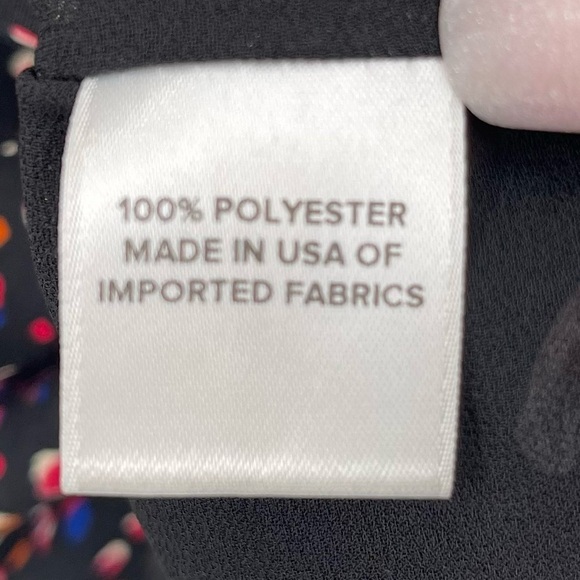 100% POLYESTER
MADE IN USA OF
IMPORTED FABRICS